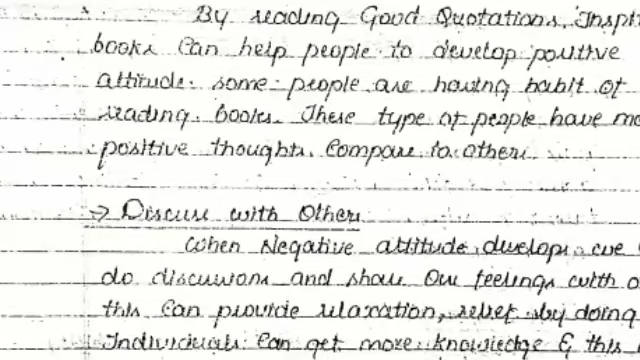 By reading Good Quotations, Inspi
books Can help people to develop positive
attitude. some people are having habit of
reading books. These type of people have mo
positive thoughts. Compare to others.
→ Discuss with Others
When Negative attitude develops, we
do discussions and share Our feelings with o
this Can provide relaxation, relief by doing
Individuals Can get more knowledge & this